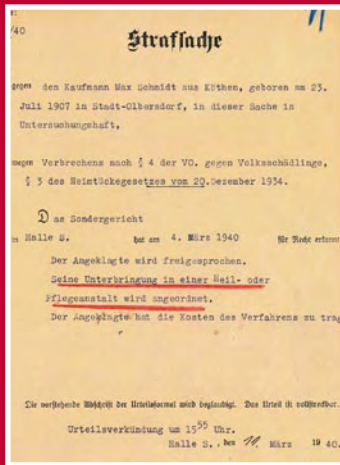 /40
Strafsache
gegen den Kaufmann Max Schmidt aus Köthen, geboren am 23.
Juli 1907 in Stadt-Olbersdorf, in dieser Sache in
Untersuchungshaft,
wegen Verbrechens nach § 4 der VO. gegen Volksschädlinge,
§ 3 des Heimtückegesetzes vom 20.Dezember 1934.
Das Sondergericht
Halle S. hat am 4. März 1940 für Recht erkannt
Der Angeklagte wird freigesprochen.
Seine Unterbringung in einer Heil- oder
Pflegeanstalt wird angeordnet.
Der Angeklagte hat die Kosten des Verfahrens zu trag
Die vorstehende Abschrift der Urteilsformel wird beglaubigt. Das Urteil ist vollstreckbar.
Urteilsverkündung um 15 55 Uhr.
Halle S., den März 1940.